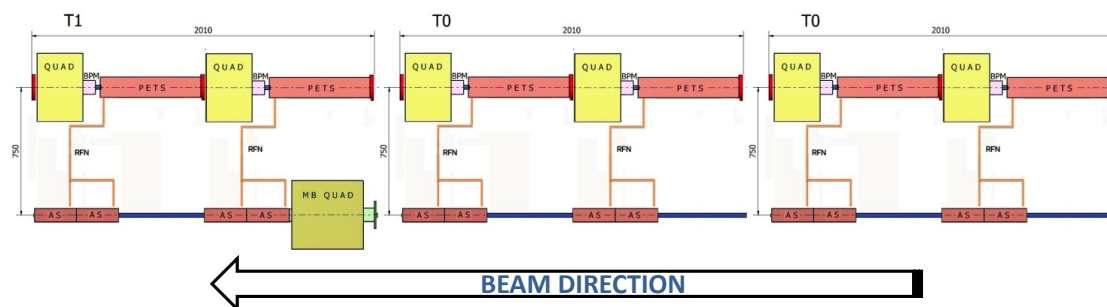 T1
T0
T0
2010
2010
2010
QUAD
BPM
PETS
QUAD
BPM
PETS
QUAD
BPM
PETS
QUAD
BPM
PETS
QUAD
BPM
PETS
QUAD
BPM
PETS
750
RFN
RFN
750
RFN
RFN
750
RFN
RFN
MB QUAD
AS
AS
AS
AS
AS
AS
AS
AS
AS
AS
AS
AS
BEAM DIRECTION